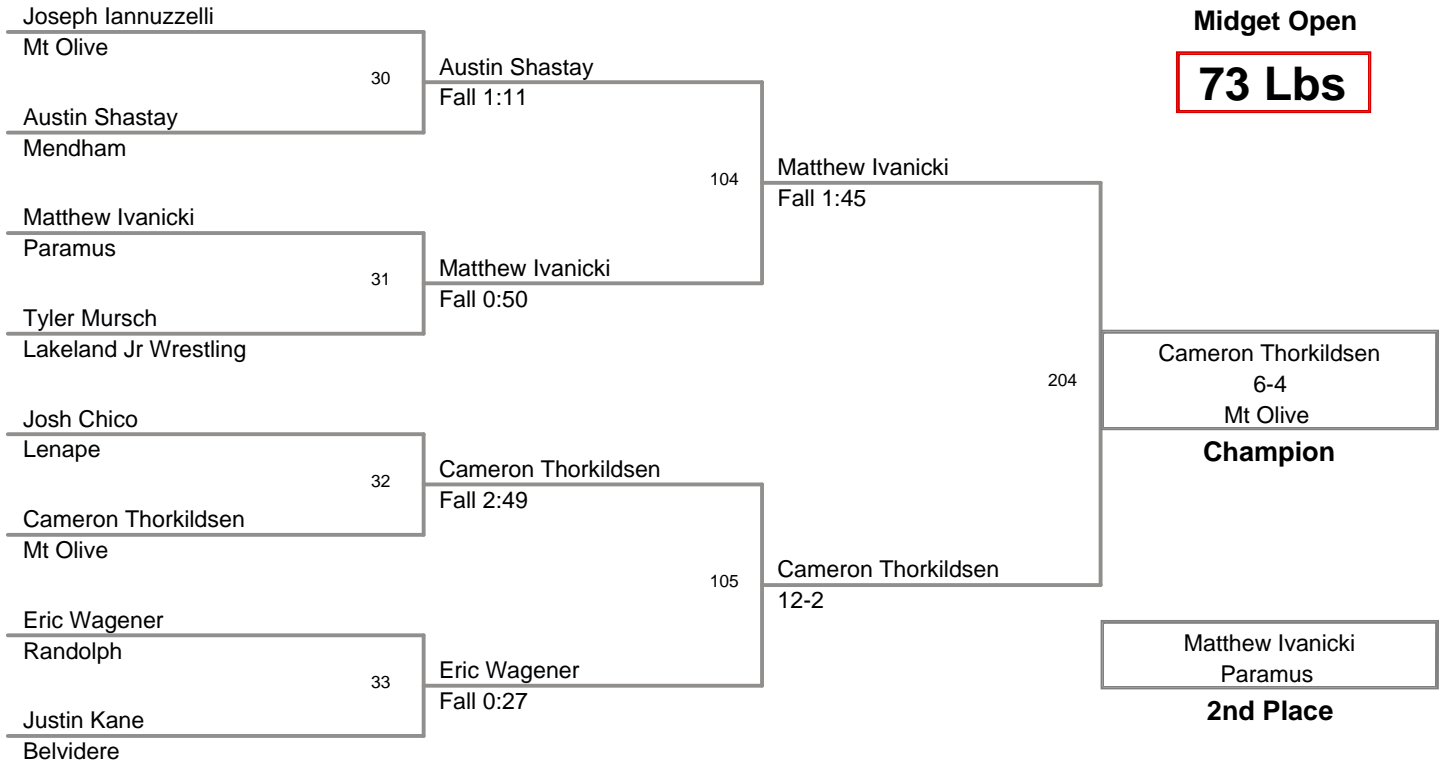 Joseph Iannuzzelli
Mt Olive
30
Austin Shastay
Mendham
Matthew Ivanicki
Paramus
31
Tyler Mursch
Lakeland Jr Wrestling
Josh Chico
Lenape
32
Cameron Thorkildsen
Mt Olive
Eric Wagener
Randolph
33
Justin Kane
Belvidere
Austin Shastay
Fall 1:11
104
Matthew Ivanicki
Fall 0:50
Cameron Thorkildsen
Fall 2:49
105
Eric Wagener
Fall 0:27
Matthew Ivanicki
Fall 1:45
204
Cameron Thorkildsen
12-2
Midget Open
73 Lbs
Cameron Thorkildsen
6-4
Mt Olive
Champion
Matthew Ivanicki
Paramus
2nd Place